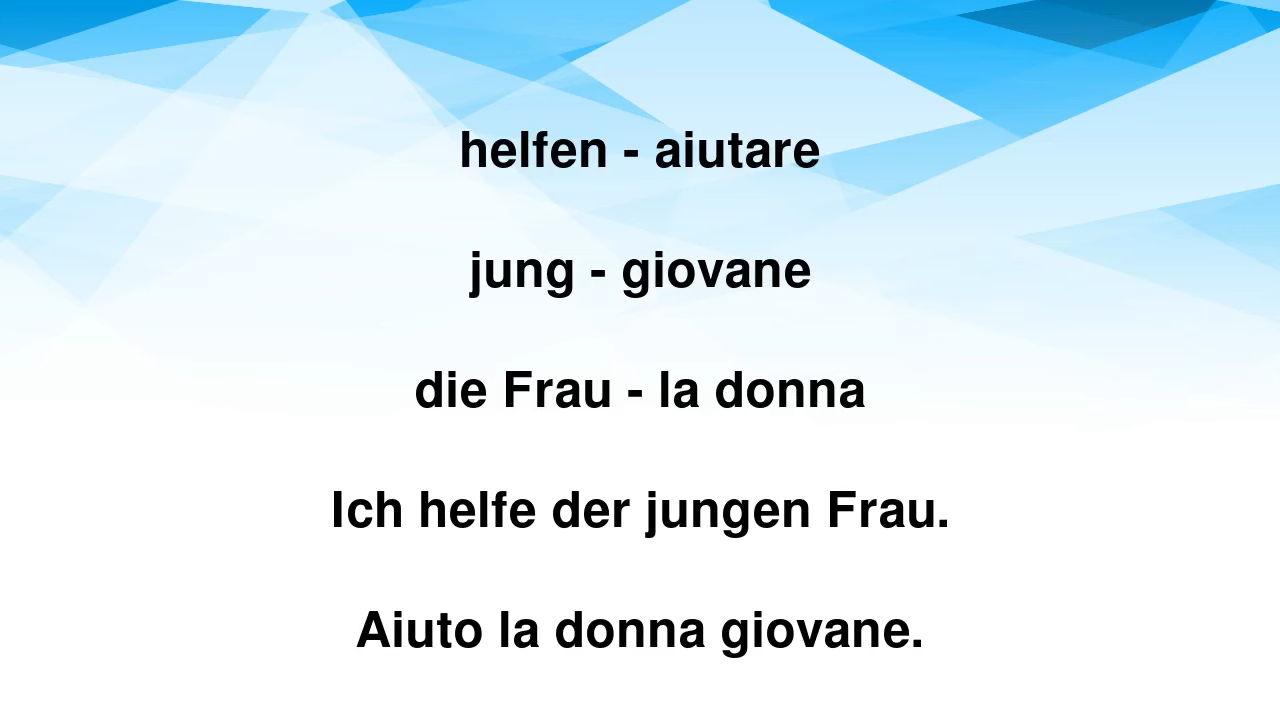 helfen - aiutare
jung - giovane
die Frau - la donna
Ich helfe der jungen Frau.
Aiuto la donna giovane.